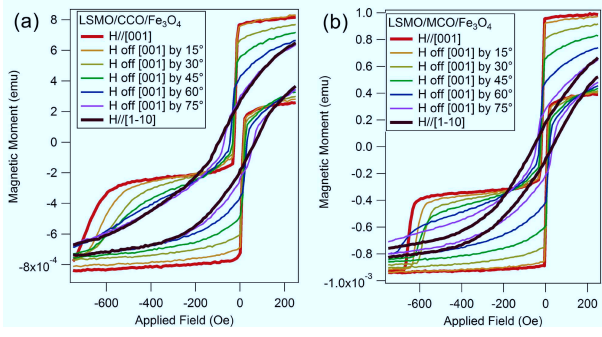 (a)
LSMO/CCO/Fe₃O₄
H//[001]
H off [001] by 15°
H off [001] by 30°
H off [001] by 45°
H off [001] by 60°
H off [001] by 75°
H//[1-10]
Magnetic Moment (emu)
8
6
4
2
0
-2
-4
-6
-8x10⁻⁴
-600
-400
-200
0
200
Applied Field (Oe)
(b)
LSMO/MCO/Fe₃O₄
H//[001]
H off [001] by 15°
H off [001] by 30°
H off [001] by 45°
H off [001] by 60°
H off [001] by 75°
H//[1-10]
Magnetic Moment (emu)
1.0
0.8
0.6
0.4
0.2
0.0
-0.2
-0.4
-0.6
-0.8
-1.0x10⁻³
-600
-400
-200
0
200
Applied Field (Oe)